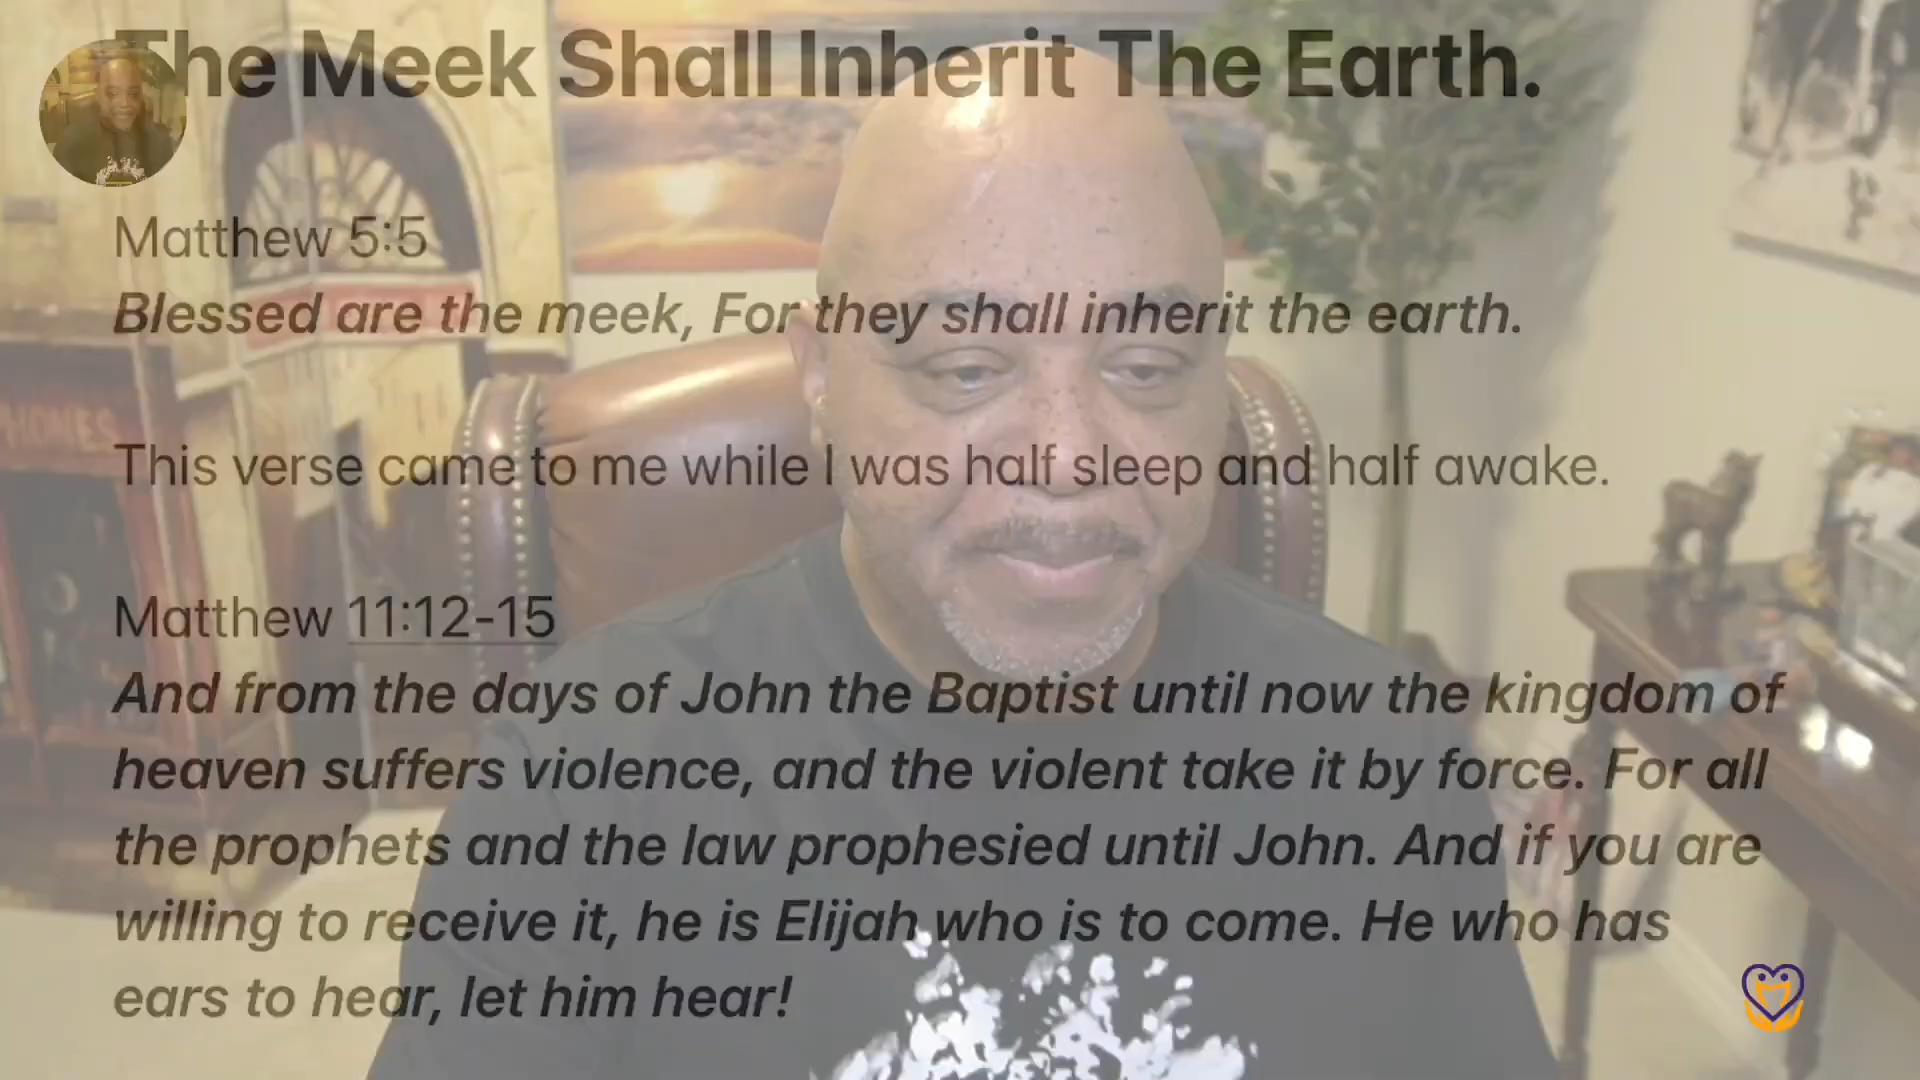 The Meek Shall Inherit The Earth.
Matthew 5:5
Blessed are the meek, For they shall inherit the earth.
This verse came to me while I was half sleep and half awake.
PHONES
Matthew 11:12-15
And from the days of John the Baptist until now the kingdom of
heaven suffers violence, and the violent take it by force. For all
the prophets and the law prophesied until John. And if you are
willing to receive it, he is Elijah who is to come. He who has
ears to hear, let him hear!